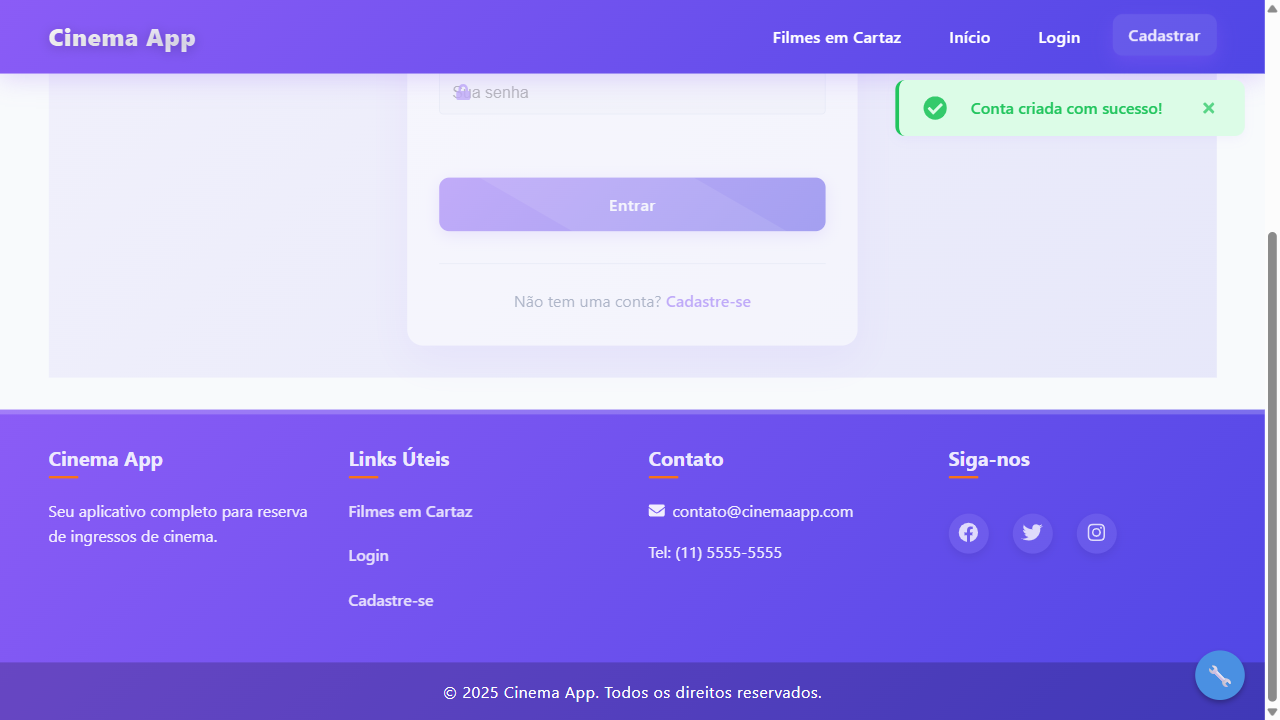 Cinema App
Filmes em Cartaz
Início
Login
Cadastrar
Sua senha
Conta criada com sucesso!
Entrar
Não tem uma conta? Cadastre-se
Cinema App
Seu aplicativo completo para reserva
de ingressos de cinema.
Links Úteis
Filmes em Cartaz
Login
Cadastre-se
Contato
contato@cinemaapp.com
Tel: (11) 5555-5555
Siga-nos
© 2025 Cinema App. Todos os direitos reservados.